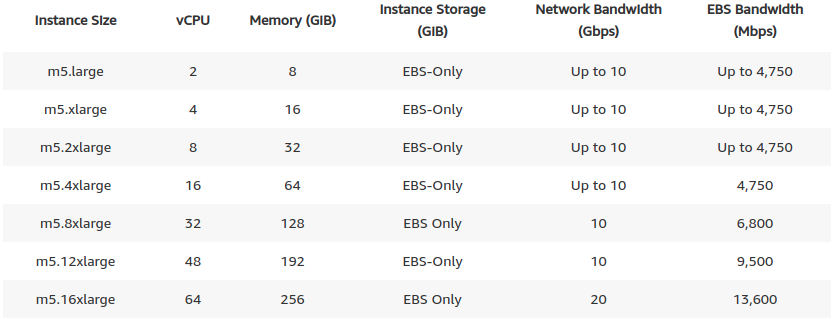 Instance Size vCPU Memory (GIB) Instance Storage (GIB) Network Bandwidth (Gbps) EBS Bandwidth (Mbps)
m5.large 2 8 EBS-Only Up to 10 Up to 4,750
m5.xlarge 4 16 EBS-Only Up to 10 Up to 4,750
m5.2xlarge 8 32 EBS-Only Up to 10 Up to 4,750
m5.4xlarge 16 64 EBS-Only Up to 10 4,750
m5.8xlarge 32 128 EBS Only 10 6,800
m5.12xlarge 48 192 EBS-Only 10 9,500
m5.16xlarge 64 256 EBS Only 20 13,600